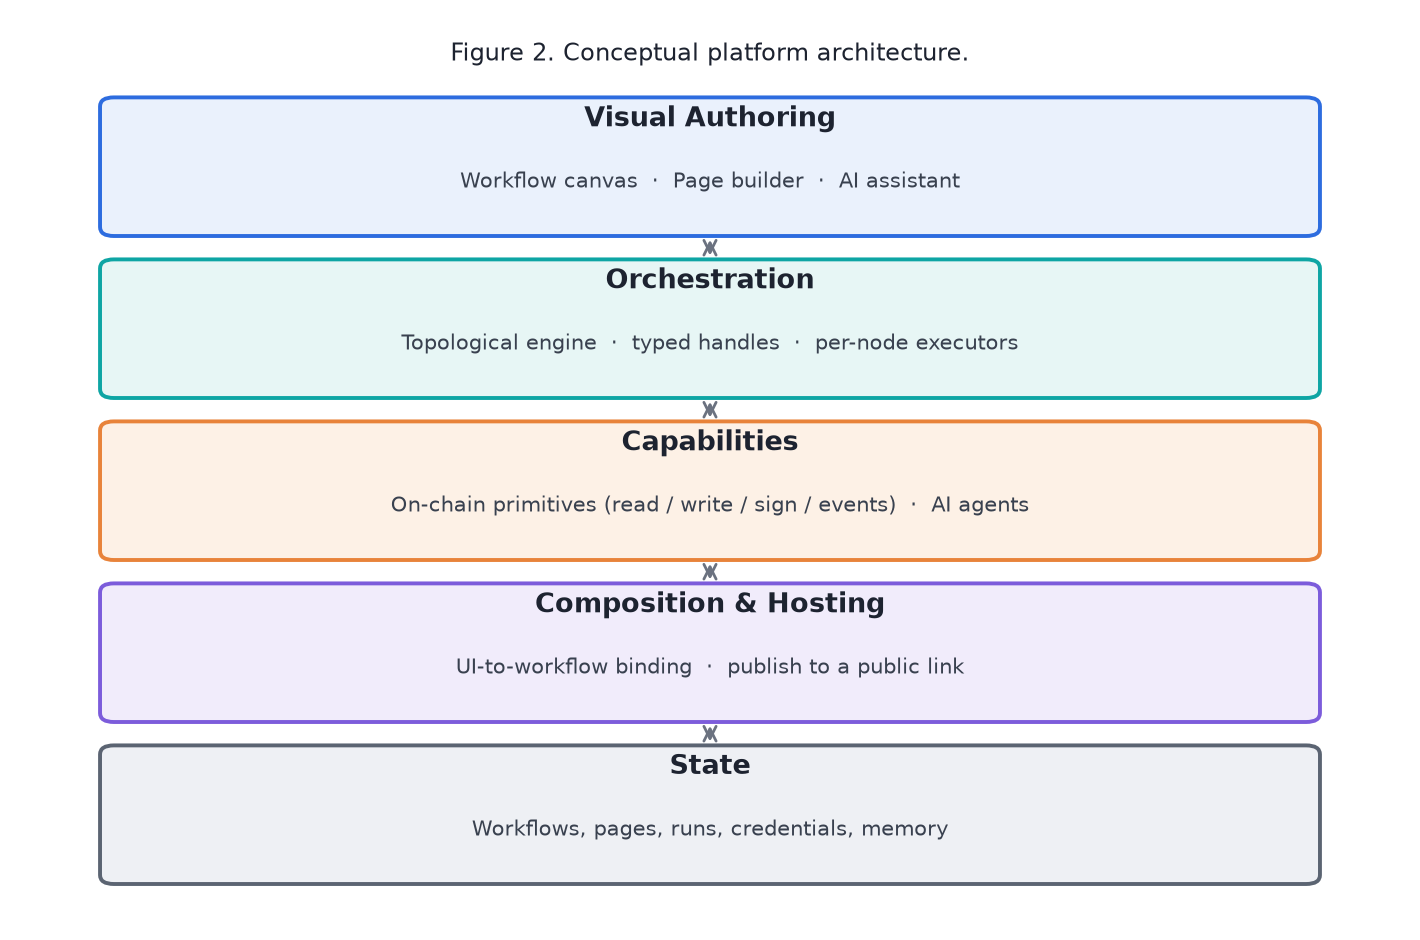 Figure 2. Conceptual platform architecture.
Visual Authoring
Workflow canvas · Page builder · AI assistant
Orchestration
Topological engine · typed handles · per-node executors
Capabilities
On-chain primitives (read / write / sign / events) · AI agents
Composition & Hosting
UI-to-workflow binding · publish to a public link
State
Workflows, pages, runs, credentials, memory